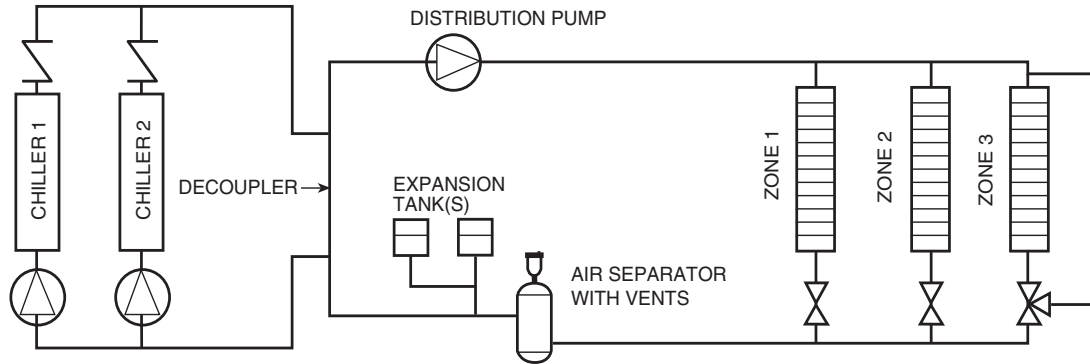 DISTRIBUTION PUMP
CHILLER 1
CHILLER 2
DECOUPLER
EXPANSION
TANK(S)
AIR SEPARATOR
WITH VENTS
ZONE 1
ZONE 2
ZONE 3